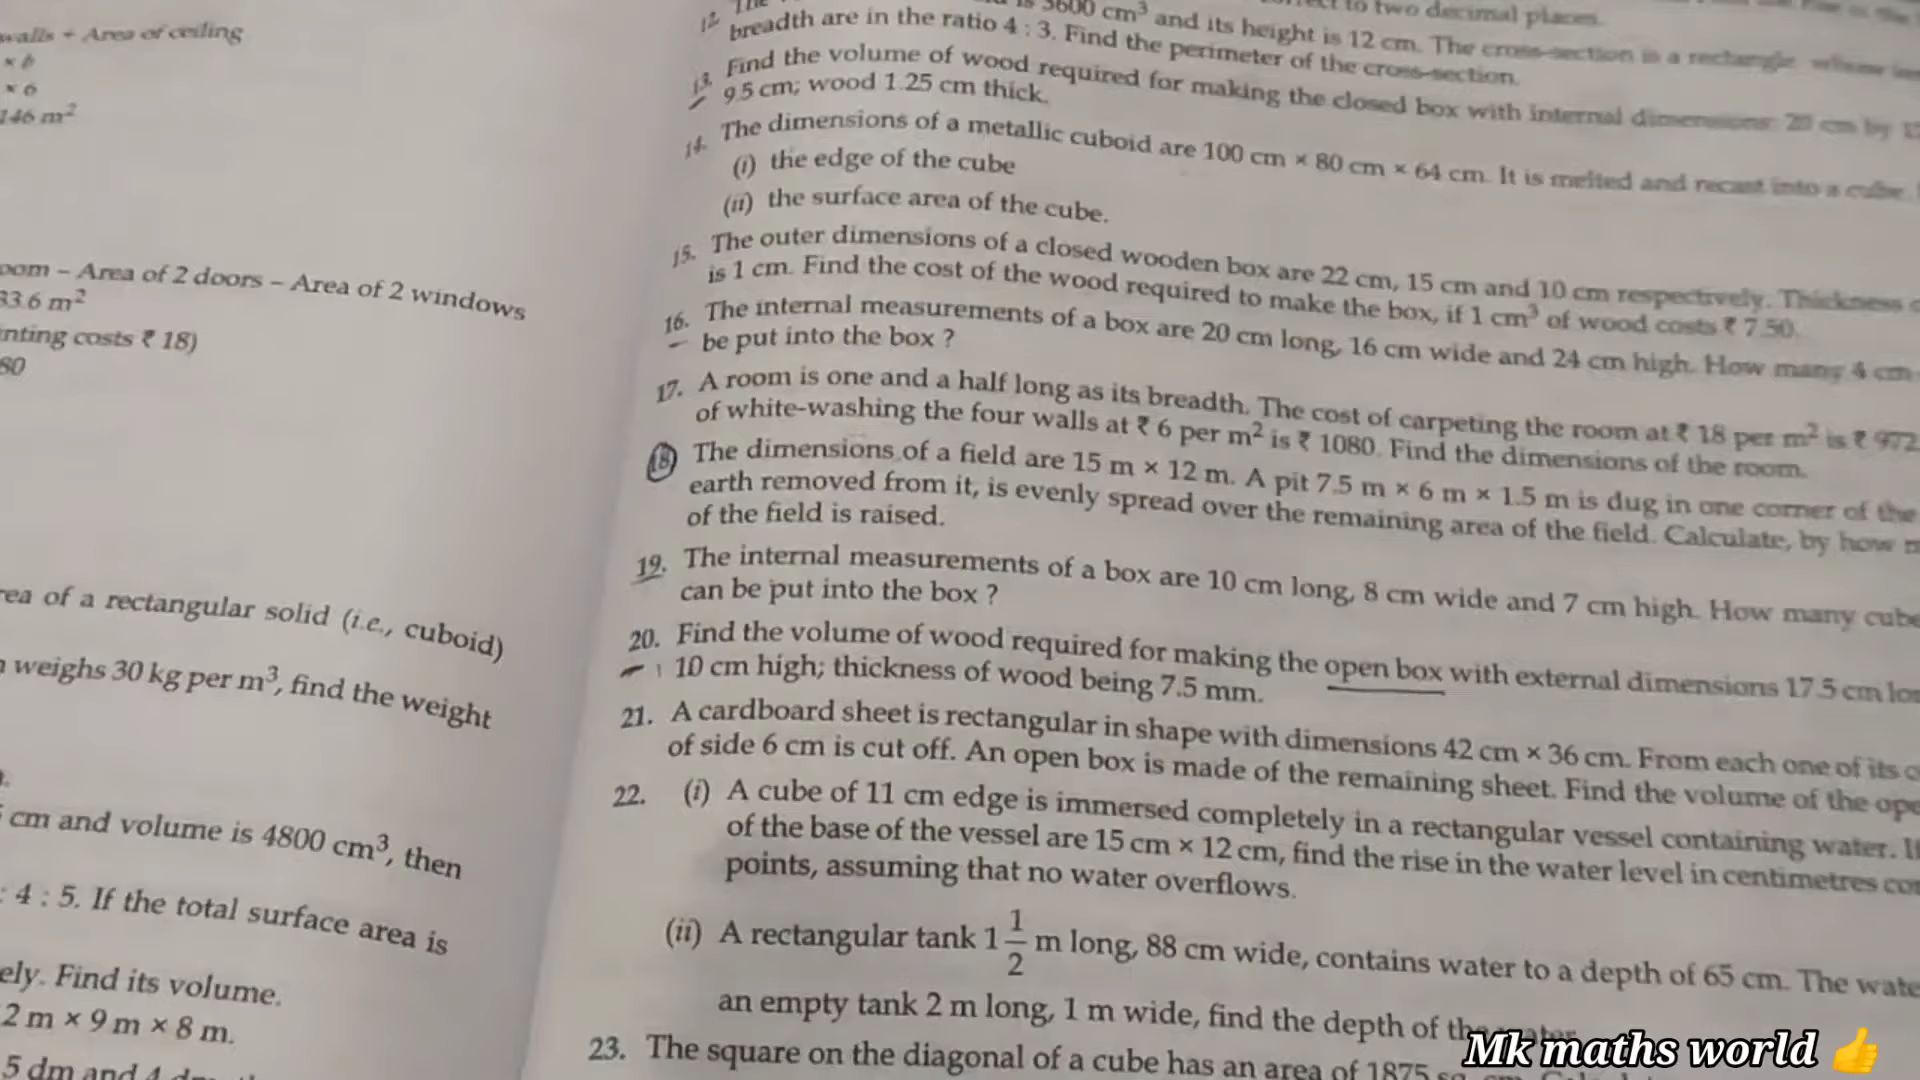 walls + Area of ceiling
× 6
× 6
146 m²
oom – Area of 2 doors – Area of 2 windows
33.6 m²
nting costs ₹ 18)
80
rea of a rectangular solid (i.e., cuboid)
weighs 30 kg per m³, find the weight
cm and volume is 4800 cm³, then
: 4 : 5. If the total surface area is
ely. Find its volume.
2 m × 9 m × 8 m.
5 dm and 4
12. The is 3600 cm³ and its height is 12 cm. The cross-section is a rectangle whose
breadth are in the ratio 4 : 3. Find the perimeter of the cross-section.
13. Find the volume of wood required for making the closed box with internal dimensions 20 cm by
9.5 cm; wood 1.25 cm thick.
14. The dimensions of a metallic cuboid are 100 cm × 80 cm × 64 cm. It is melted and recast into a cube.
(i) the edge of the cube
(ii) the surface area of the cube.
15. The outer dimensions of a closed wooden box are 22 cm, 15 cm and 10 cm respectively. Thickness
is 1 cm. Find the cost of the wood required to make the box, if 1 cm³ of wood costs ₹ 7.50.
16. The internal measurements of a box are 20 cm long, 16 cm wide and 24 cm high. How many 4 cm
be put into the box ?
17. A room is one and a half long as its breadth. The cost of carpeting the room at ₹ 18 per m² is ₹ 972
of white-washing the four walls at ₹ 6 per m² is ₹ 1080. Find the dimensions of the room.
18 The dimensions of a field are 15 m × 12 m. A pit 7.5 m × 6 m × 1.5 m is dug in one corner of the
earth removed from it, is evenly spread over the remaining area of the field. Calculate, by how
of the field is raised.
19. The internal measurements of a box are 10 cm long, 8 cm wide and 7 cm high. How many cube
can be put into the box ?
20. Find the volume of wood required for making the open box with external dimensions 17.5 cm
10 cm high; thickness of wood being 7.5 mm.
21. A cardboard sheet is rectangular in shape with dimensions 42 cm × 36 cm. From each one of its
of side 6 cm is cut off. An open box is made of the remaining sheet. Find the volume of the ope
22. (i) A cube of 11 cm edge is immersed completely in a rectangular vessel containing water. If
of the base of the vessel are 15 cm × 12 cm, find the rise in the water level in centimetres
points, assuming that no water overflows.
(ii) A rectangular tank 1 1/2 m long, 88 cm wide, contains water to a depth of 65 cm. The wate
an empty tank 2 m long, 1 m wide, find the depth of
23. The square on the diagonal of a cube has an area of 1875
Mk maths world 👍